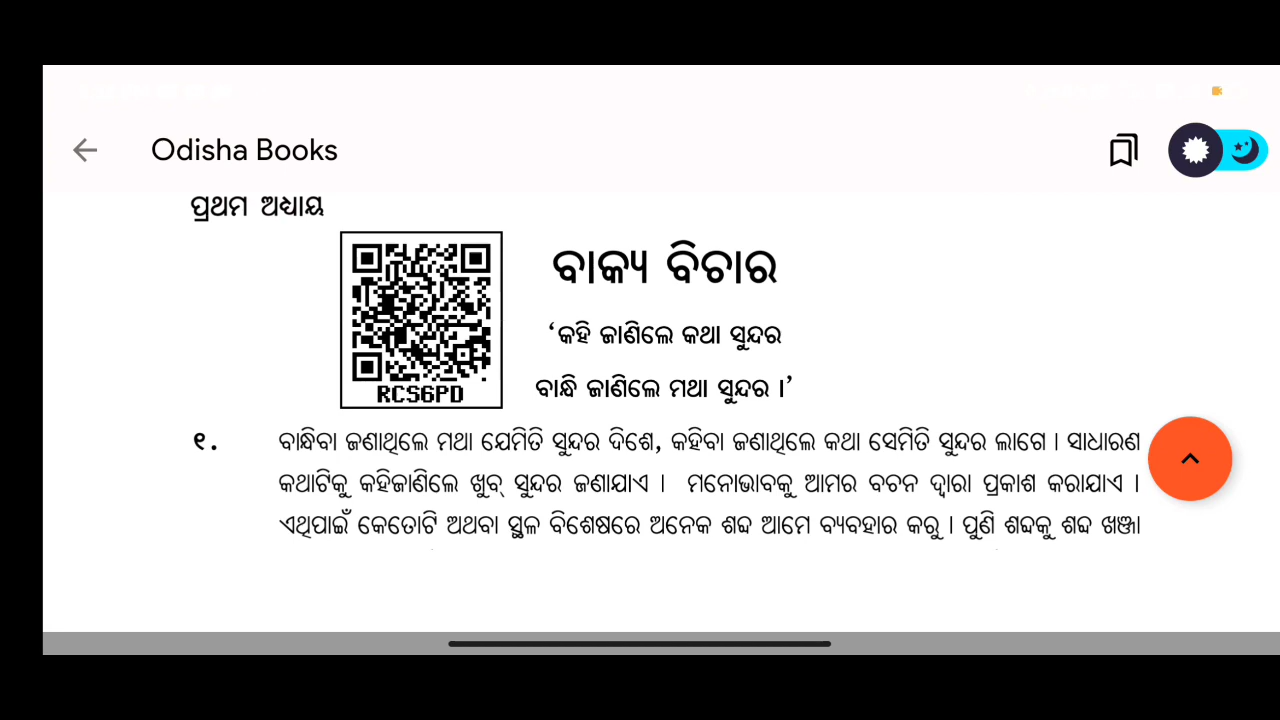 Odisha Books
ପ୍ରଥମ ଅଧ୍ୟାୟ
ବାକ୍ୟ ବିଚାର
‘କହି ଜାଣିଲେ କଥା ସୁନ୍ଦର
ବାନ୍ଧି ଜାଣିଲେ ମଥା ସୁନ୍ଦର ।’
RCS6PD
୧. ବାନ୍ଧିବା ଜଣାଥିଲେ ମଥା ଯେମିତି ସୁନ୍ଦର ଦିଶେ, କହିବା ଜଣାଥିଲେ କଥା ସେମିତି ସୁନ୍ଦର ଲାଗେ । ସାଧାରଣ
କଥାଟିକୁ କହିଜାଣିଲେ ଖୁବ୍ ସୁନ୍ଦର ଜଣାଯାଏ । ମନୋଭାବକୁ ଆମର ବଚନ ଦ୍ୱାରା ପ୍ରକାଶ କରାଯାଏ ।
ଏଥିପାଇଁ କେତୋଟି ଅଥବା ସ୍ଥଳ ବିଶେଷରେ ଅନେକ ଶବ୍ଦ ଆମେ ବ୍ୟବହାର କରୁ । ପୁଣି ଶବ୍ଦକୁ ଶବ୍ଦ ଖଞ୍ଜା